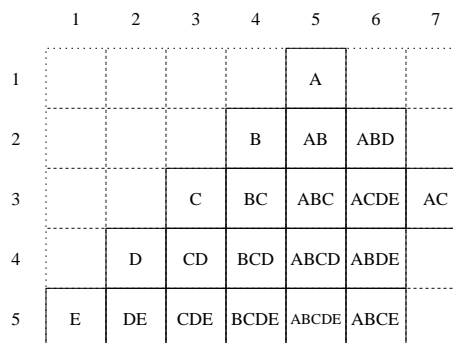 1 2 3 4 5 6 7
1 A
2 B AB ABD
3 C BC ABC ACDE AC
4 D CD BCD ABCD ABDE
5 E DE CDE BCDE ABCDE ABCE